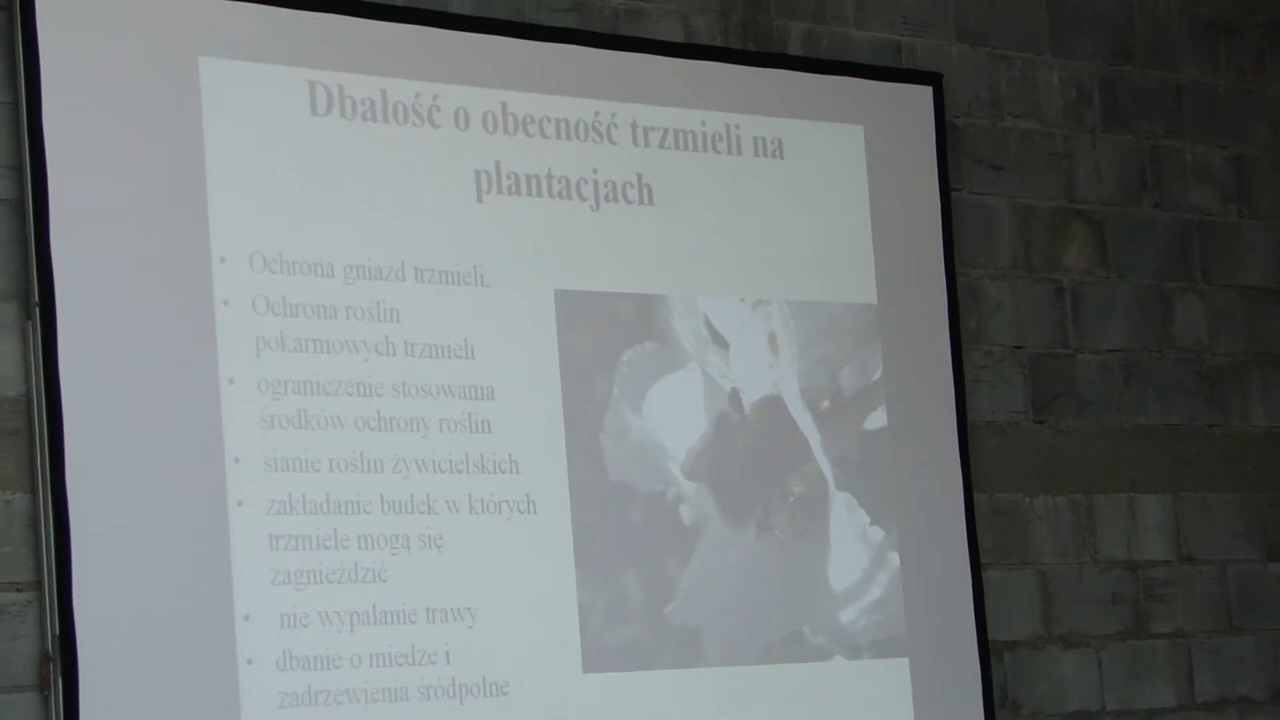 Dbałość o obecność trzmieli na
plantacjach
• Ochrona gniazd trzmieli.
• Ochrona roślin
pokarmowych trzmieli
• ograniczenie stosowania
środków ochrony roślin
• sianie roślin żywicielskich
• zakładanie budek w których
trzmiele mogą się
zagnieździć
• nie wypalanie trawy
• dbanie o miedze i
zadrzewienia śródpolne